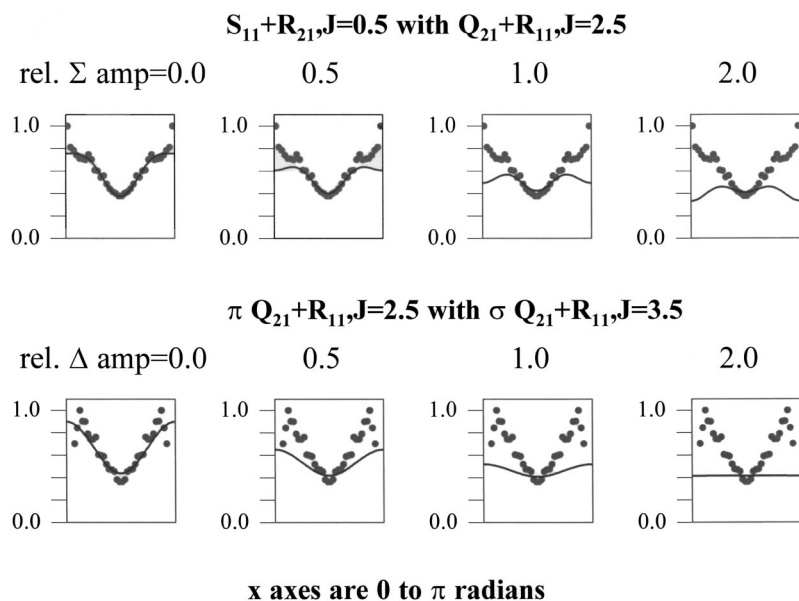 S₁₁+R₂₁,J=0.5 with Q₂₁+R₁₁,J=2.5
rel. Σ amp=0.0 0.5 1.0 2.0
1.0 1.0 1.0 1.0
0.0 0.0 0.0 0.0
π Q₂₁+R₁₁,J=2.5 with σ Q₂₁+R₁₁,J=3.5
rel. Δ amp=0.0 0.5 1.0 2.0
1.0 1.0 1.0 1.0
0.0 0.0 0.0 0.0
x axes are 0 to π radians